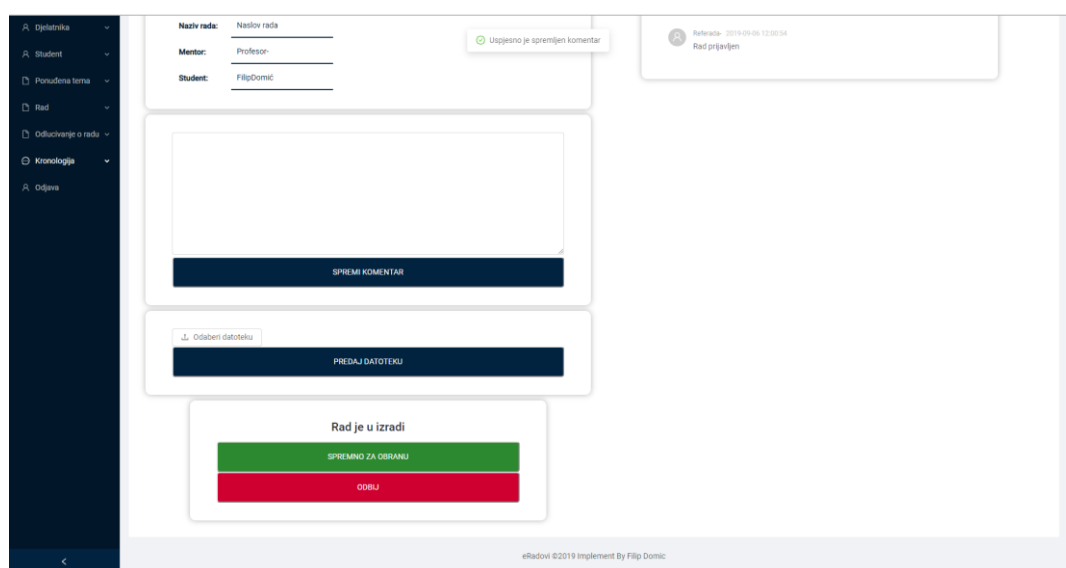 Djelatnika
Student
Ponuđena tema
Rad
Odlucivanje o radu
Kronologija
Odjava
Naziv rada: Naslov rada
Mentor: Profesor-
Student: FilipDomić
Uspjesno je spremljen komentar
Referada- 2019-09-06 12:00:54
Rad prijavljen
SPREMI KOMENTAR
Odaberi datoteku
PREDAJ DATOTEKU
Rad je u izradi
SPREMNO ZA OBRANU
ODBIJ
eRadovi ©2019 Implement By Filip Domic